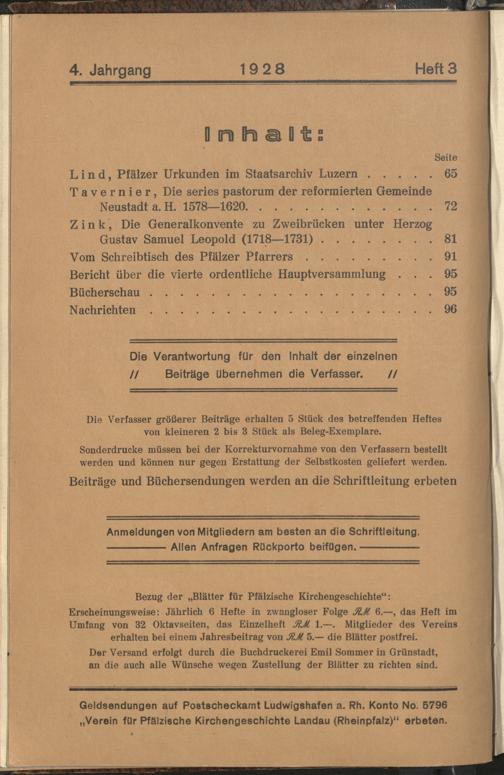 4. Jahrgang 1928 Heft 3
Inhalt:
Seite
Lind, Pfälzer Urkunden im Staatsarchiv Luzern . . . . . 65
Tavernier, Die series pastorum der reformierten Gemeinde
Neustadt a. H. 1578—1620. . . . . . . . . . . . 72
Zink, Die Generalkonvente zu Zweibrücken unter Herzog
Gustav Samuel Leopold (1718—1731) . . . . . . . . 81
Vom Schreibtisch des Pfälzer Pfarrers . . . . . . . . . 91
Bericht über die vierte ordentliche Hauptversammlung . . . 95
Bücherschau . . . . . . . . . . . . . . . . . . 95
Nachrichten . . . . . . . . . . . . . . . . . . 96
Die Verantwortung für den Inhalt der einzelnen
// Beiträge übernehmen die Verfasser. //
Die Verfasser größerer Beiträge erhalten 5 Stück des betreffenden Heftes
von kleineren 2 bis 3 Stück als Beleg-Exemplare.
Sonderdrucke müssen bei der Korrekturvornahme von den Verfassern bestellt
werden und können nur gegen Erstattung der Selbstkosten geliefert werden.
Beiträge und Büchersendungen werden an die Schriftleitung erbeten
Anmeldungen von Mitgliedern am besten an die Schriftleitung.
Allen Anfragen Rückporto beifügen.
Bezug der „Blätter für Pfälzische Kirchengeschichte“:
Erscheinungsweise: Jährlich 6 Hefte in zwangloser Folge RM 6.—, das Heft im
Umfang von 32 Oktavseiten, das Einzelheft RM 1.—. Mitglieder des Vereins
erhalten bei einem Jahresbeitrag von RM 5.— die Blätter postfrei.
Der Versand erfolgt durch die Buchdruckerei Emil Sommer in Grünstadt,
an die auch alle Wünsche wegen Zustellung der Blätter zu richten sind.
Geldsendungen auf Postscheckamt Ludwigshafen a. Rh. Konto No. 5796
„Verein für Pfälzische Kirchengeschichte Landau (Rheinpfalz)“ erbeten.